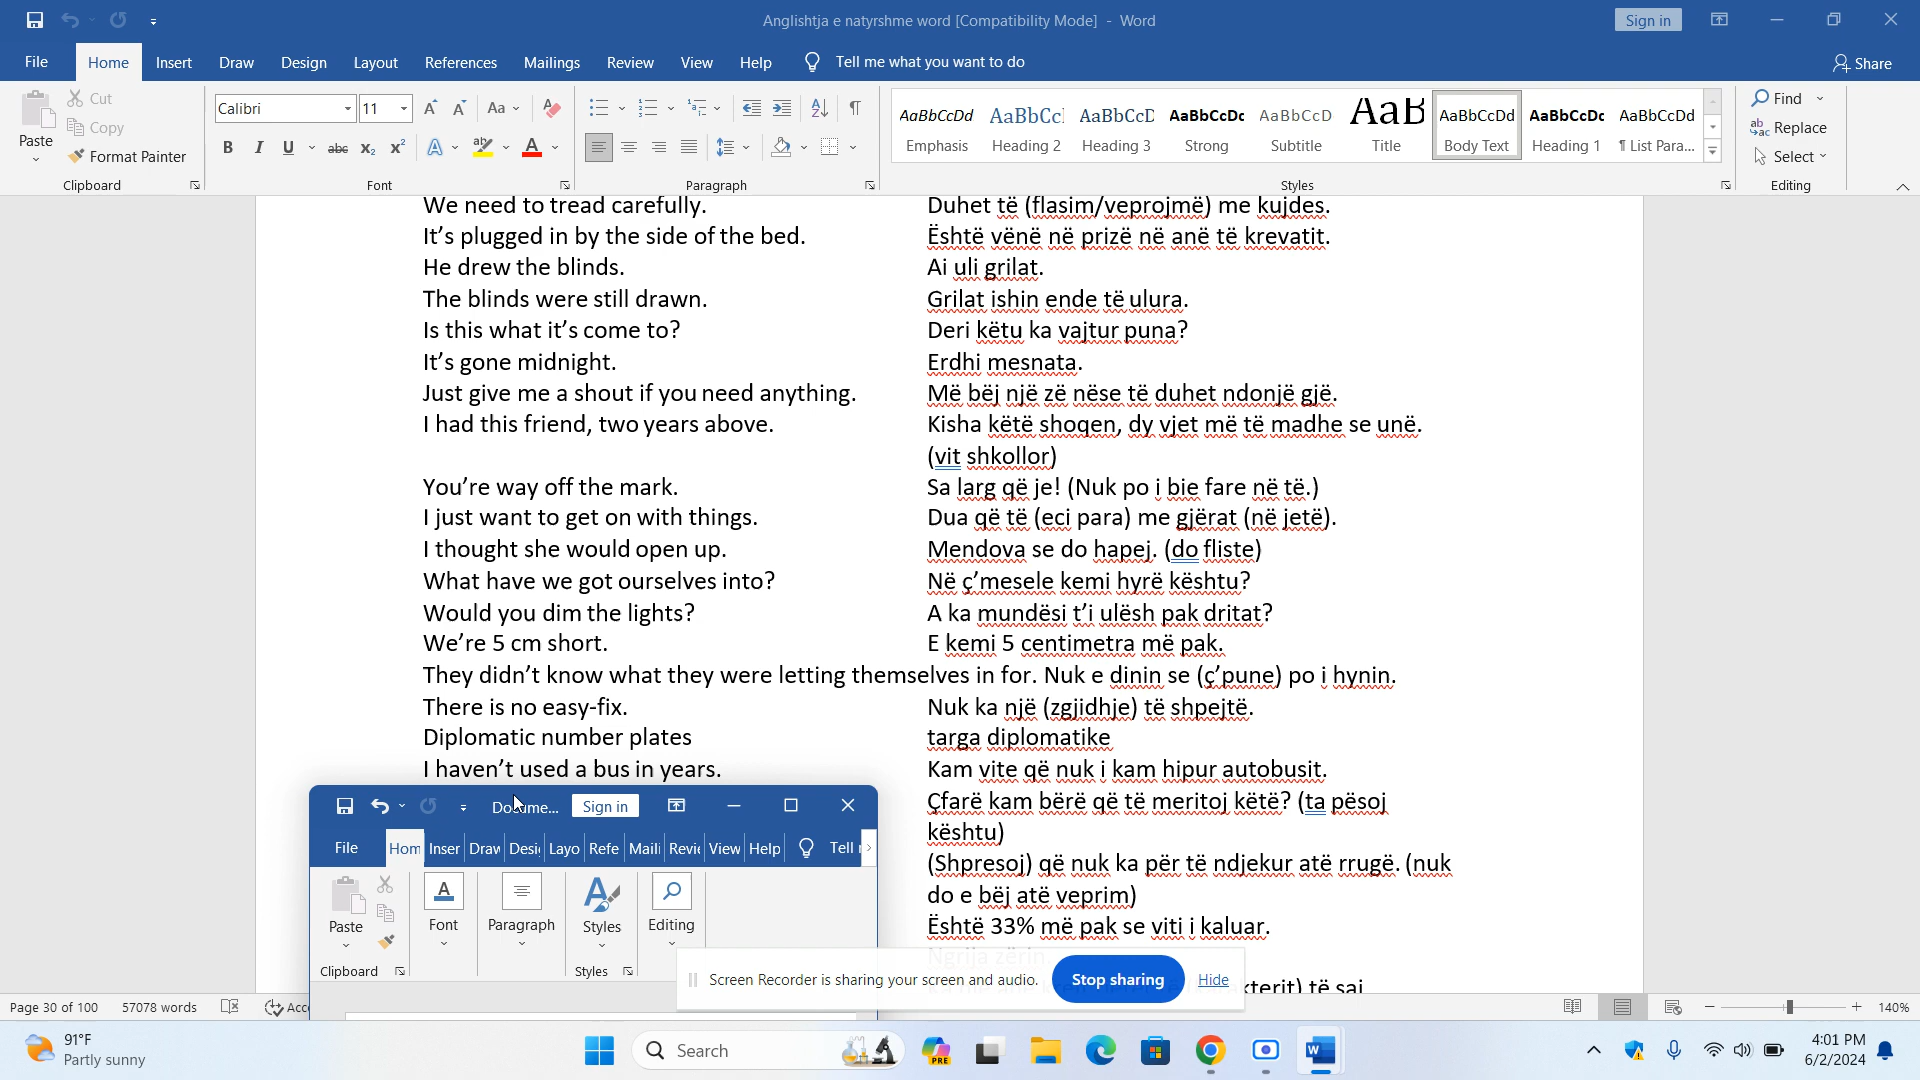 Anglishtja e natyrshme word [Compatibility Mode] - Word
Sign in
File Home Insert Draw Design Layout References Mailings Review View Help Tell me what you want to do Share
Paste Cut Copy Format Painter
Calibri 11
AaBbCcDd AaBbCcI AaBbCcD AaBbCcDc AaBbCcD AaB AaBbCcDd AaBbCcDc AaBbCcDd
Emphasis Heading 2 Heading 3 Strong Subtitle Title Body Text Heading 1 ¶ List Para...
Find Replace Select
Clipboard Font Paragraph Styles Editing
We need to tread carefully. Duhet të (flasim/veprojmë) me kujdes.
It's plugged in by the side of the bed. Është vënë në prizë në anë të krevatit.
He drew the blinds. Ai uli grilat.
The blinds were still drawn. Grilat ishin ende të ulura.
Is this what it's come to? Deri këtu ka vajtur puna?
It's gone midnight. Erdhi mesnata.
Just give me a shout if you need anything. Më bëj një zë nëse të duhet ndonjë gjë.
I had this friend, two years above. Kisha këtë shoqen, dy vjet më të madhe se unë.
(vit shkollor)
You're way off the mark. Sa larg që je! (Nuk po i bie fare në të.)
I just want to get on with things. Dua që të (eci para) me gjërat (në jetë).
I thought she would open up. Mendova se do hapej. (do fliste)
What have we got ourselves into? Në ç'mesele kemi hyrë kështu?
Would you dim the lights? A ka mundësi t'i ulësh pak dritat?
We're 5 cm short. E kemi 5 centimetra më pak.
They didn't know what they were letting themselves in for. Nuk e dinin se (ç'pune) po i hynin.
There is no easy-fix. Nuk ka një (zgjidhje) të shpejtë.
Diplomatic number plates targa diplomatike
I haven't used a bus in years. Kam vite që nuk i kam hipur autobusit.
Çfarë kam bërë që të meritoj këtë? (ta pësoj
kështu)
(Shpresoj) që nuk ka për të ndjekur atë rrugë. (nuk
do e bëj atë veprim)
Është 33% më pak se viti i kaluar.
Ngrija zërin.
Docume... Sign in
File Hom Inser Draw Desi Layo Refe Maili Revie View Help Tell
Paste Font Paragraph Styles Editing
Clipboard Styles
Screen Recorder is sharing your screen and audio. Stop sharing Hide
Page 30 of 100 57078 words Acc 140%
91°F
Partly sunny
Search
PRE
4:01 PM
6/2/2024